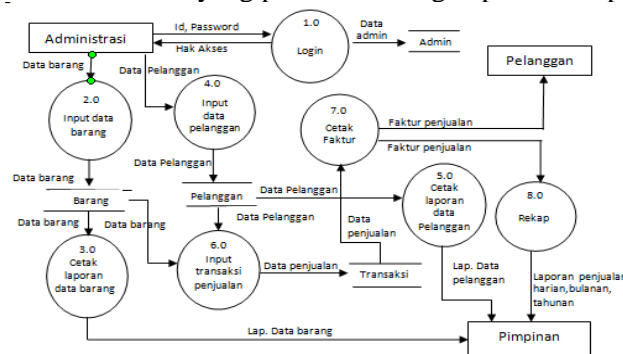 Administrasi
Id, Password
Hak Akses
1.0
Login
Data
admin
Admin
Pelanggan
Data barang
Data Pelanggan
2.0
Input data
barang
4.0
Input
data
pelanggan
7.0
Cetak
Faktur
Faktur penjualan
Faktur penjualan
Data barang
Data Pelanggan
5.0
Cetak
laporan
data
Pelanggan
8.0
Rekap
Barang
Pelanggan
Data Pelanggan
Data barang
Data barang
Data Pelanggan
Data
penjualan
3.0
Cetak
laporan
data barang
6.0
Input
transaksi
penjualan
Data penjualan
Transaksi
Lap. Data
pelanggan
Laporan penjualan
harian,bulanan,
tahunan
Lap. Data barang
Pimpinan